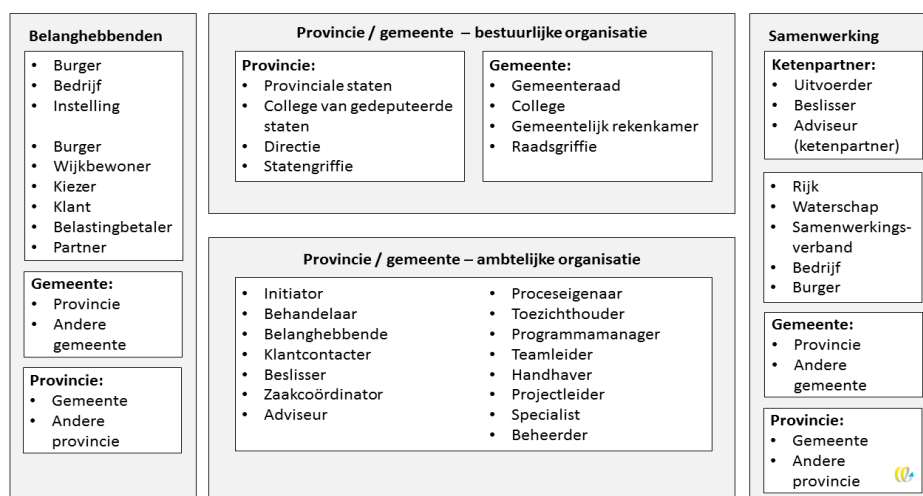 Belanghebbenden
• Burger
• Bedrijf
• Instelling
• Burger
• Wijkbewoner
• Kiezer
• Klant
• Belastingbetaler
• Partner
Gemeente:
• Provincie
• Andere
gemeente
Provincie:
• Gemeente
• Andere
provincie
Provincie / gemeente – bestuurlijke organisatie
Provincie:
• Provinciale staten
• College van gedeputeerde
staten
• Directie
• Statengriffie
Gemeente:
• Gemeenteraad
• College
• Gemeentelijk rekenkamer
• Raadsgriffie
Provincie / gemeente – ambtelijke organisatie
• Initiator
• Behandelaar
• Belanghebbende
• Klantcontacter
• Beslisser
• Zaakcoördinator
• Adviseur
• Proceseigenaar
• Toezichthouder
• Programmamanager
• Teamleider
• Handhaver
• Projectleider
• Specialist
• Beheerder
Samenwerking
Ketenpartner:
• Uitvoerder
• Beslisser
• Adviseur
(ketenpartner)
• Rijk
• Waterschap
• Samenwerkings-
verband
• Bedrijf
• Burger
Gemeente:
• Provincie
• Andere
gemeente
Provincie:
• Gemeente
• Andere
provincie